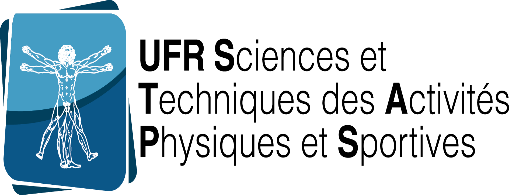 UFR Sciences et
Techniques des Activités
Physiques et Sportives